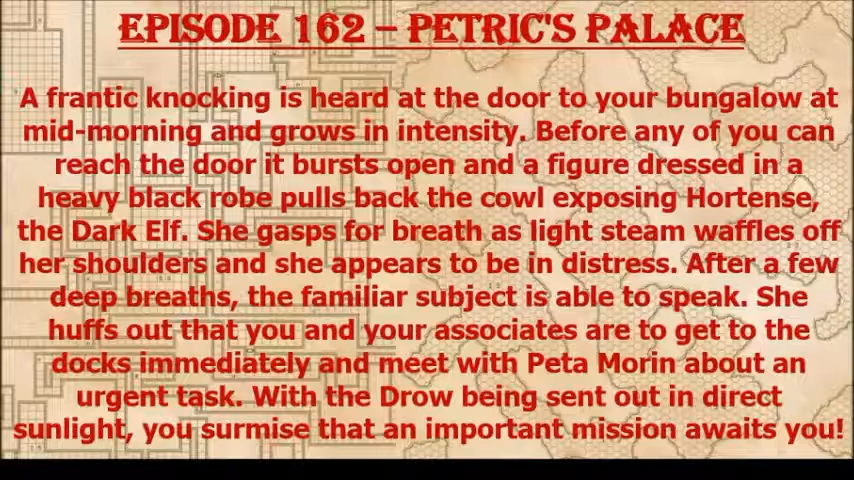 EPISODE 162 – PETRIC'S PALACE
A frantic knocking is heard at the door to your bungalow at
mid-morning and grows in intensity. Before any of you can
reach the door it bursts open and a figure dressed in a
heavy black robe pulls back the cowl exposing Hortense,
the Dark Elf. She gasps for breath as light steam waffles off
her shoulders and she appears to be in distress. After a few
deep breaths, the familiar subject is able to speak. She
huffs out that you and your associates are to get to the
docks immediately and meet with Peta Morin about an
urgent task. With the Drow being sent out in direct
sunlight, you surmise that an important mission awaits you!